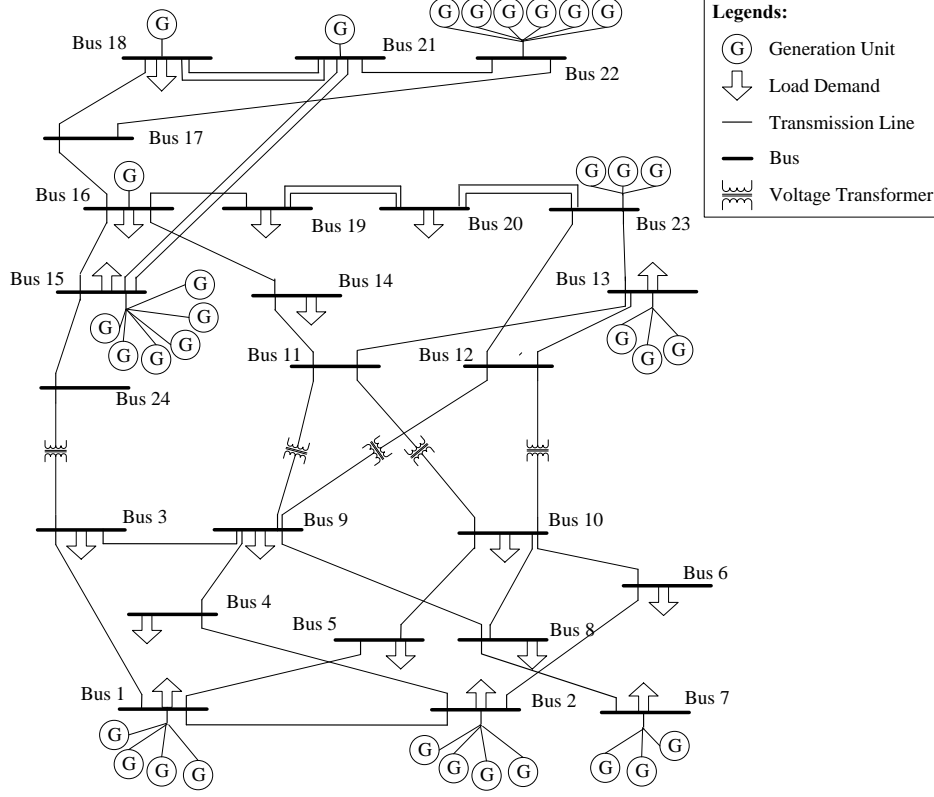 G G G G G G
Legends:
G Generation Unit
Load Demand
Transmission Line
Bus
Voltage Transformer
G
Bus 18
G
Bus 21
Bus 22
Bus 17
G
Bus 16
Bus 19
Bus 20
G G G
Bus 23
Bus 15
G
G
G
G
G
G
Bus 14
Bus 13
G
G
G
Bus 11
Bus 12
Bus 24
Bus 3
Bus 9
Bus 10
Bus 6
Bus 4
Bus 5
Bus 8
Bus 1
G
G
G
G
Bus 2
G
G
G
G
Bus 7
G
G
G